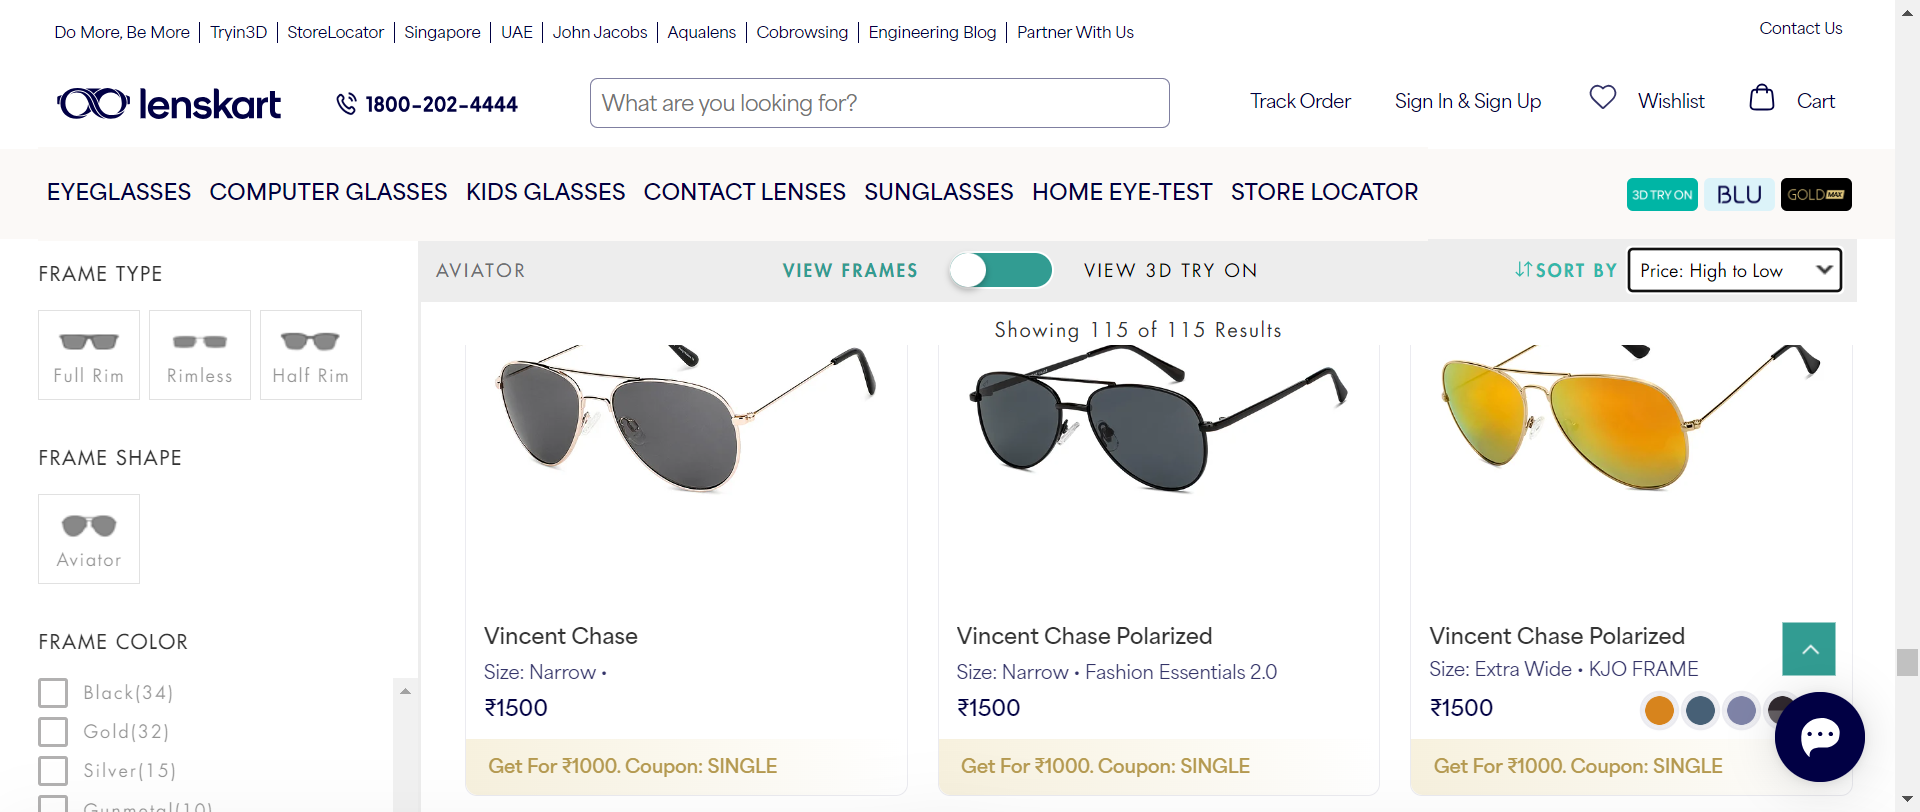 Do More, Be More | Tryin3D | StoreLocator | Singapore | UAE | John Jacobs | Aqualens | Cobrowsing | Engineering Blog | Partner With Us
Contact Us
lenskart
1800-202-4444
What are you looking for?
Track Order
Sign In & Sign Up
Wishlist
Cart
EYEGLASSES COMPUTER GLASSES KIDS GLASSES CONTACT LENSES SUNGLASSES HOME EYE-TEST STORE LOCATOR
3D TRY ON
BLU
GOLD MAX
FRAME TYPE
Full Rim
Rimless
Half Rim
FRAME SHAPE
Aviator
FRAME COLOR
Black(34)
Gold(32)
Silver(15)
Gunmetal(10)
AVIATOR
VIEW FRAMES
VIEW 3D TRY ON
SORT BY
Price: High to Low
Showing 115 of 115 Results
Vincent Chase
Size: Narrow •
₹1500
Get For ₹1000. Coupon: SINGLE
Vincent Chase Polarized
Size: Narrow • Fashion Essentials 2.0
₹1500
Get For ₹1000. Coupon: SINGLE
Vincent Chase Polarized
Size: Extra Wide • KJO FRAME
₹1500
Get For ₹1000. Coupon: SINGLE